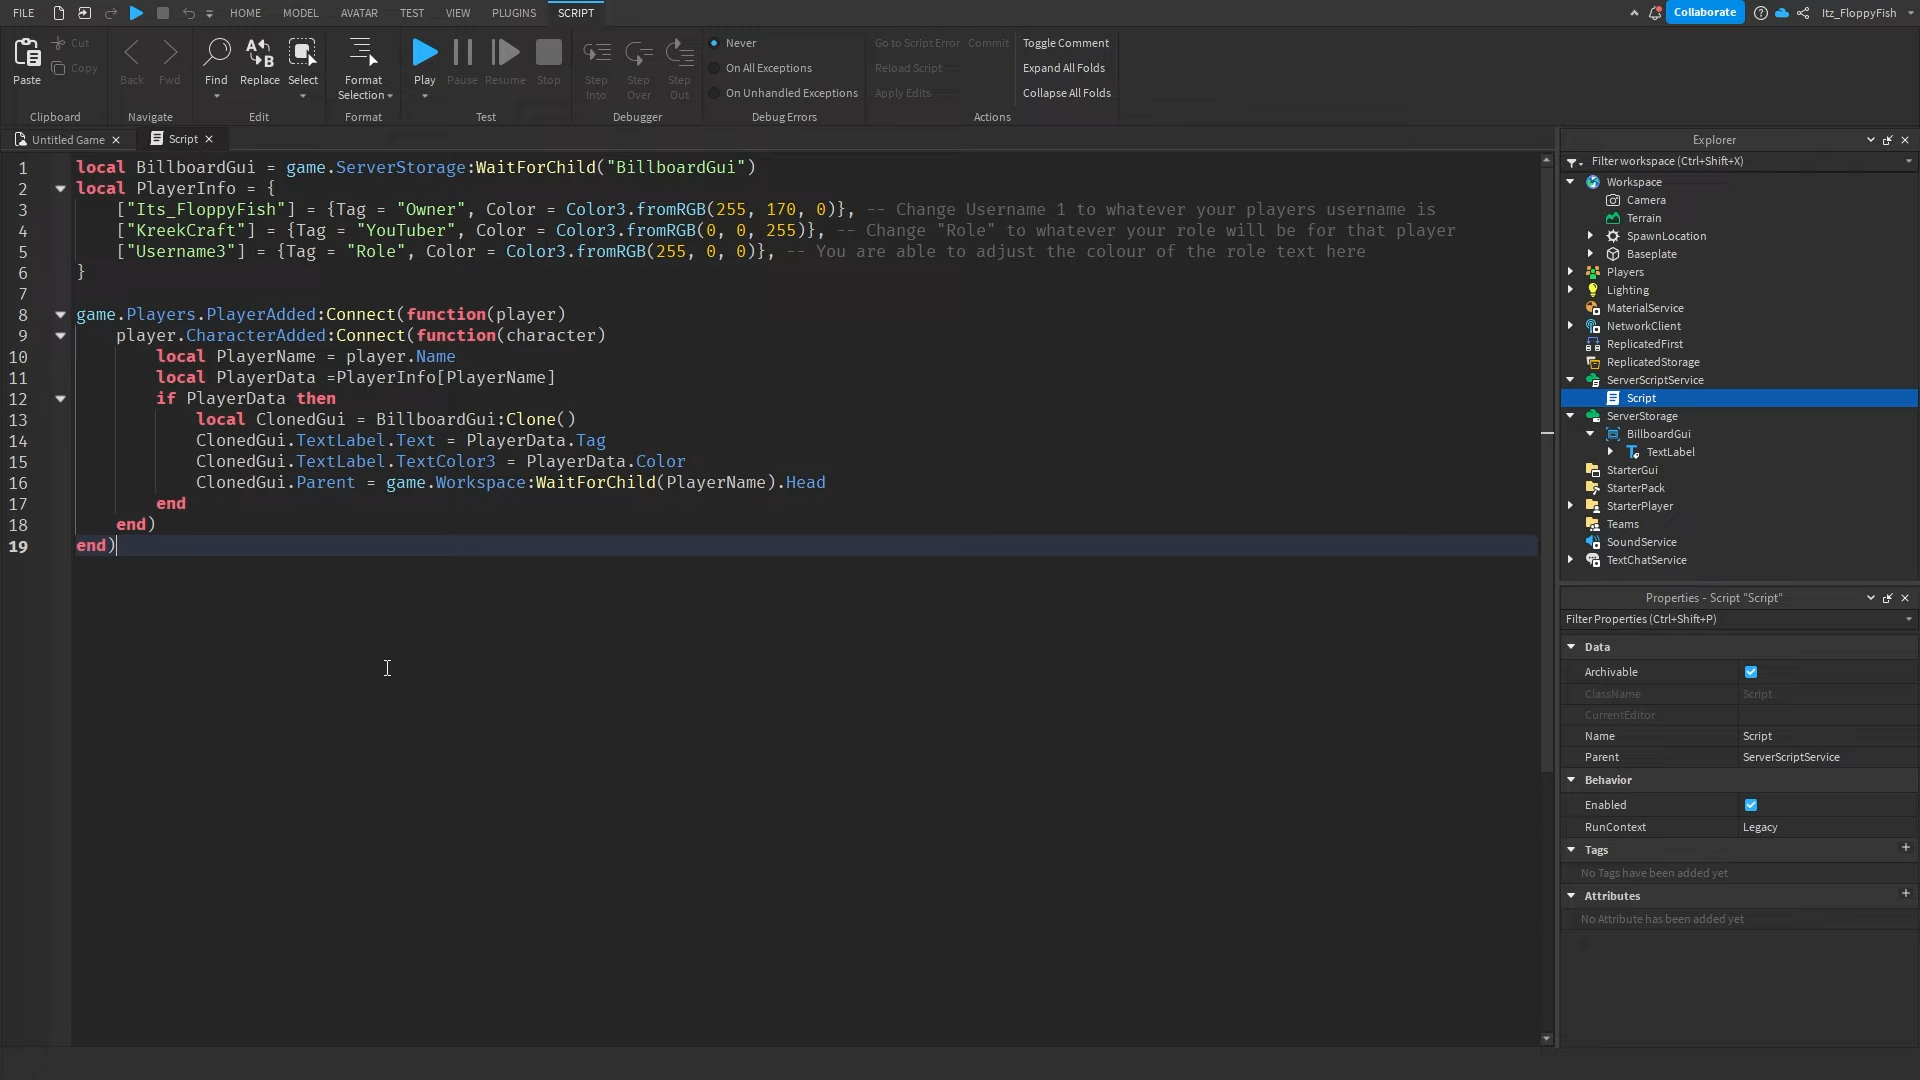 FILE HOME MODEL AVATAR TEST VIEW PLUGINS SCRIPT Collaborate Itz_FloppyFish
Paste
Cut
Copy
Clipboard
Back Fwd
Navigate
Find Replace Select
Edit
Format
Selection
Format
Play Pause Resume Stop
Test
Step
Into
Step
Over
Step
Out
Debugger
Never
On All Exceptions
On Unhandled Exceptions
Debug Errors
Go to Script Error Commit
Reload Script
Apply Edits
Toggle Comment
Expand All Folds
Collapse All Folds
Actions
Untitled Game × Script ×
1 local BillboardGui = game.ServerStorage:WaitForChild("BillboardGui")
2 local PlayerInfo = {
3 ["Its_FloppyFish"] = {Tag = "Owner", Color = Color3.fromRGB(255, 170, 0)}, -- Change Username 1 to whatever your players username is
4 ["KreekCraft"] = {Tag = "YouTuber", Color = Color3.fromRGB(0, 0, 255)}, -- Change "Role" to whatever your role will be for that player
5 ["Username3"] = {Tag = "Role", Color = Color3.fromRGB(255, 0, 0)}, -- You are able to adjust the colour of the role text here
6 }
7
8 game.Players.PlayerAdded:Connect(function(player)
9 player.CharacterAdded:Connect(function(character)
10 local PlayerName = player.Name
11 local PlayerData =PlayerInfo[PlayerName]
12 if PlayerData then
13 local ClonedGui = BillboardGui:Clone()
14 ClonedGui.TextLabel.Text = PlayerData.Tag
15 ClonedGui.TextLabel.TextColor3 = PlayerData.Color
16 ClonedGui.Parent = game.Workspace:WaitForChild(PlayerName).Head
17 end
18 end)
19 end)
Explorer
Filter workspace (Ctrl+Shift+X)
Workspace
Camera
Terrain
SpawnLocation
Baseplate
Players
Lighting
MaterialService
NetworkClient
ReplicatedFirst
ReplicatedStorage
ServerScriptService
Script
ServerStorage
BillboardGui
TextLabel
StarterGui
StarterPack
StarterPlayer
Teams
SoundService
TextChatService
Properties - Script "Script"
Filter Properties (Ctrl+Shift+P)
Data
Archivable
ClassName Script
CurrentEditor
Name Script
Parent ServerScriptService
Behavior
Enabled
RunContext Legacy
Tags +
No Tags have been added yet
Attributes +
No Attribute has been added yet